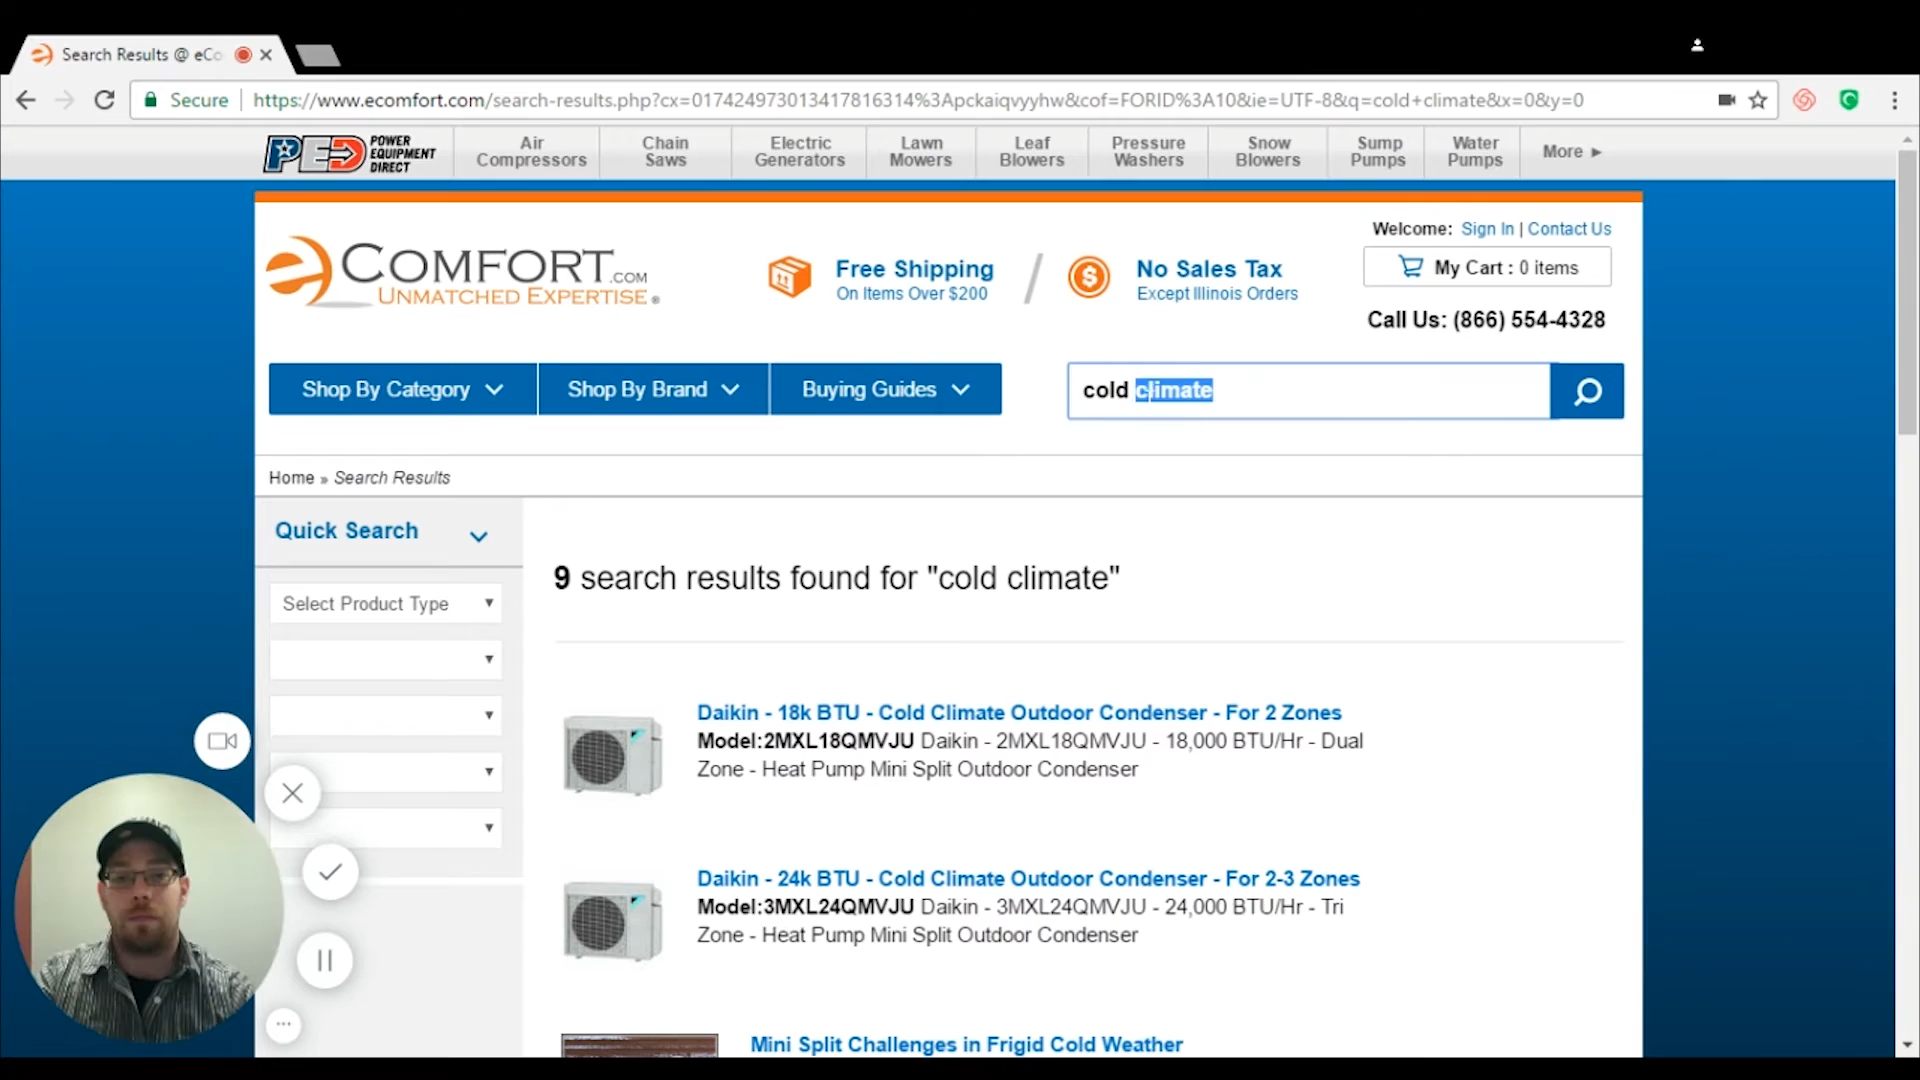 Search Results @ eCo
Secure
https://www.ecomfort.com/search-results.php?cx=017424973013417816314%3Apckaiqvyyhw&cof=FORID%3A10&ie=UTF-8&q=cold+climate&x=0&y=0
PED POWER EQUIPMENT DIRECT
Air Compressors
Chain Saws
Electric Generators
Lawn Mowers
Leaf Blowers
Pressure Washers
Snow Blowers
Sump Pumps
Water Pumps
More ►
eCOMFORT.COM
UNMATCHED EXPERTISE®
Free Shipping
On Items Over $200
No Sales Tax
Except Illinois Orders
Welcome: Sign In | Contact Us
My Cart : 0 items
Call Us: (866) 554-4328
Shop By Category
Shop By Brand
Buying Guides
cold climate
Home » Search Results
Quick Search
Select Product Type
9 search results found for "cold climate"
Daikin - 18k BTU - Cold Climate Outdoor Condenser - For 2 Zones
Model:2MXL18QMVJU Daikin - 2MXL18QMVJU - 18,000 BTU/Hr - Dual
Zone - Heat Pump Mini Split Outdoor Condenser
Daikin - 24k BTU - Cold Climate Outdoor Condenser - For 2-3 Zones
Model:3MXL24QMVJU Daikin - 3MXL24QMVJU - 24,000 BTU/Hr - Tri
Zone - Heat Pump Mini Split Outdoor Condenser
Mini Split Challenges in Frigid Cold Weather